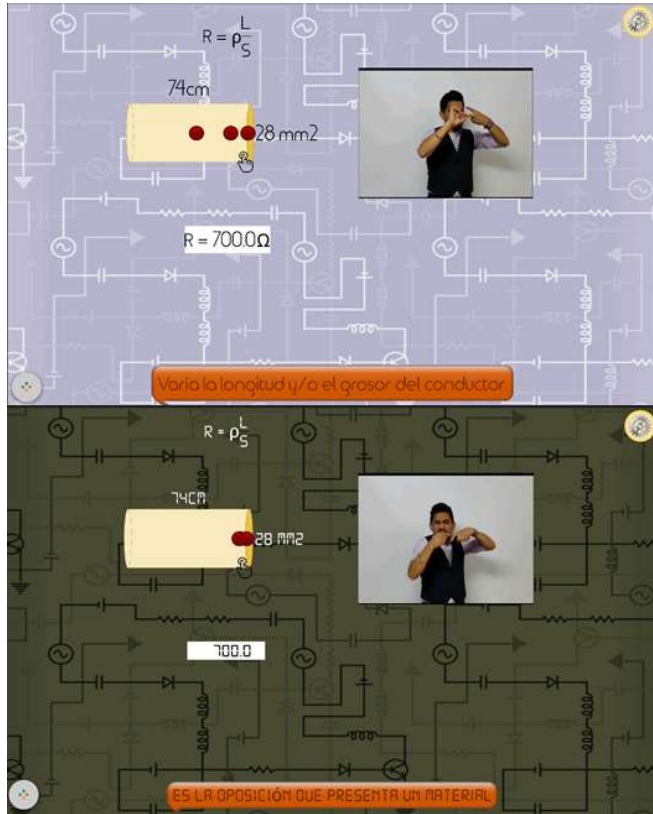 R = ρL/S
74cm
28 mm2
R = 700.0Ω
Varia la longitud y/o el grosor del conductor
R = ρL/S
74CM
28 MM2
700.0
ES LA OPOSICIÓN QUE PRESENTA UN MATERIAL